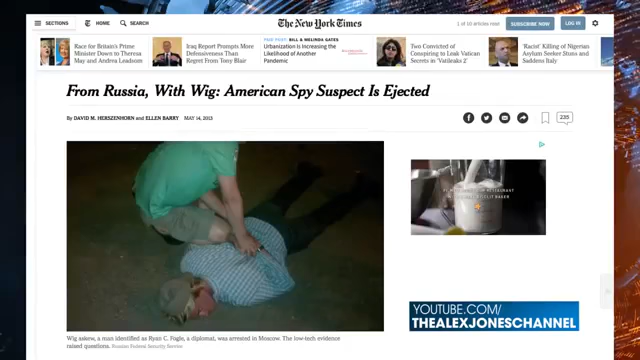 SECTIONS
HOME
SEARCH
The New York Times
1 of 10 articles read
SUBSCRIBE NOW
LOG IN
Race for Britain's Prime
Minister Down to Theresa
May and Andrea Leadsom
Iraq Report Prompts More
Deference Than
Regret From Tony Blair
PAID POST: BILL & MELINDA GATES
Urbanization Is Increasing the
Likelihood of Another
Pandemic
Two Convicted of
Conspiring to Leak Vatican
Secrets in 'Vatileaks 2'
'Racist' Killing of Nigerian
Asylum Seeker Stuns and
Saddens Italy
From Russia, With Wig: American Spy Suspect Is Ejected
By DAVID M. HERSZENHORN and ELLEN BARRY MAY 14, 2013
235
YOUTUBE.COM/
THEALEXJONESCHANNEL
Wig askew, a man identified as Ryan C. Fogle, a diplomat, was arrested in Moscow. The low-tech evidence
raised questions. Russian Federal Security Service